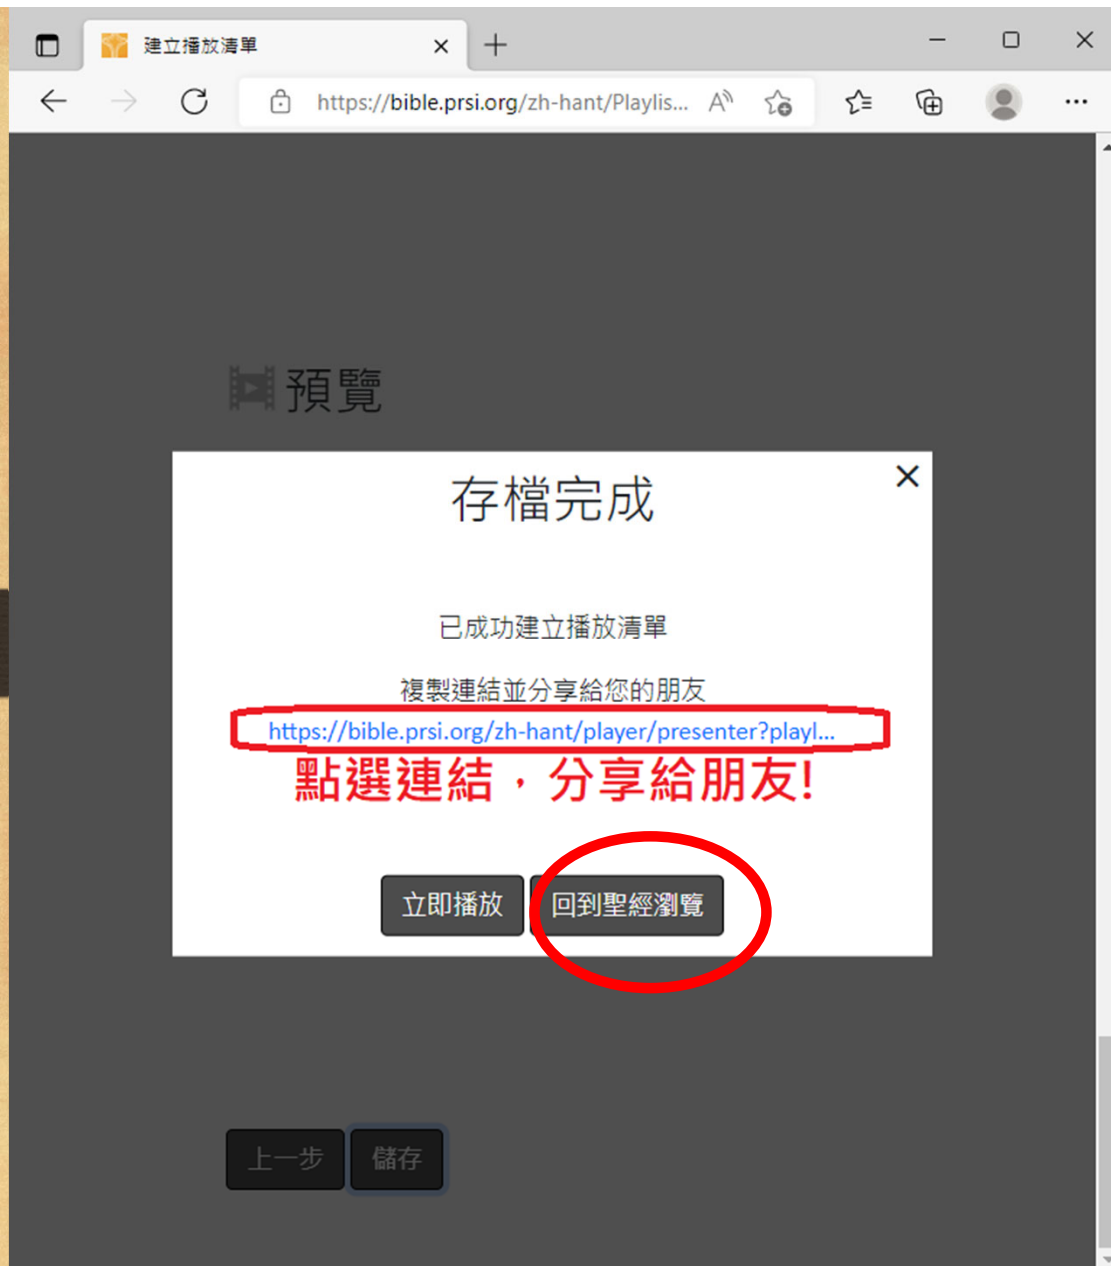 建立播放清單
https://bible.prsi.org/zh-hant/Playlis...
預覽
存檔完成
已成功建立播放清單
複製連結並分享給您的朋友
https://bible.prsi.org/zh-hant/player/presenter?playl...
點選連結，分享給朋友!
立即播放 回到聖經瀏覽
上一步 儲存